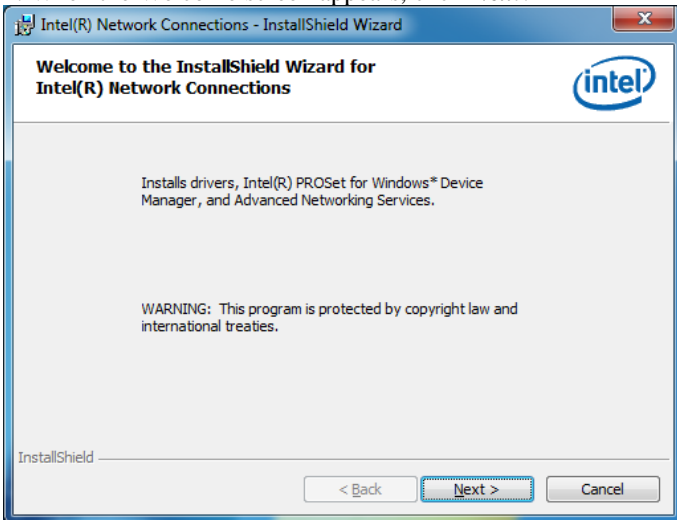 Intel(R) Network Connections - InstallShield Wizard
Welcome to the InstallShield Wizard for
Intel(R) Network Connections
intel
Installs drivers, Intel(R) PROSet for Windows* Device
Manager, and Advanced Networking Services.
WARNING: This program is protected by copyright law and
international treaties.
InstallShield
< Back Next > Cancel